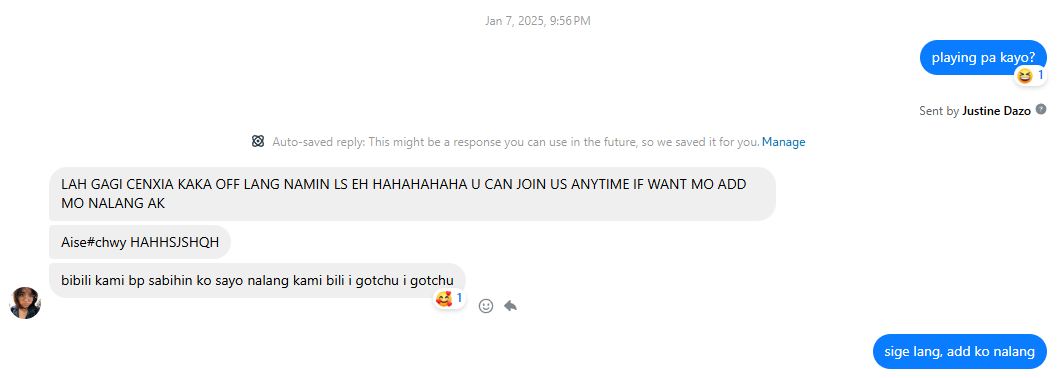 Jan 7, 2025, 9:56 PM
playing pa kayo?
😆 1
Sent by Justine Dazo
Auto-saved reply: This might be a response you can use in the future, so we saved it for you. Manage
LAH GAGI CENXIA KAKA OFF LANG NAMIN LS EH HAHAHAHAHA U CAN JOIN US ANYTIME IF WANT MO ADD
MO NALANG AK
Aise#chwy HAHHSJSHQH
bibili kami bp sabihin ko sayo nalang kami bili i gotchu i gotchu
🥰 1
sige lang, add ko nalang